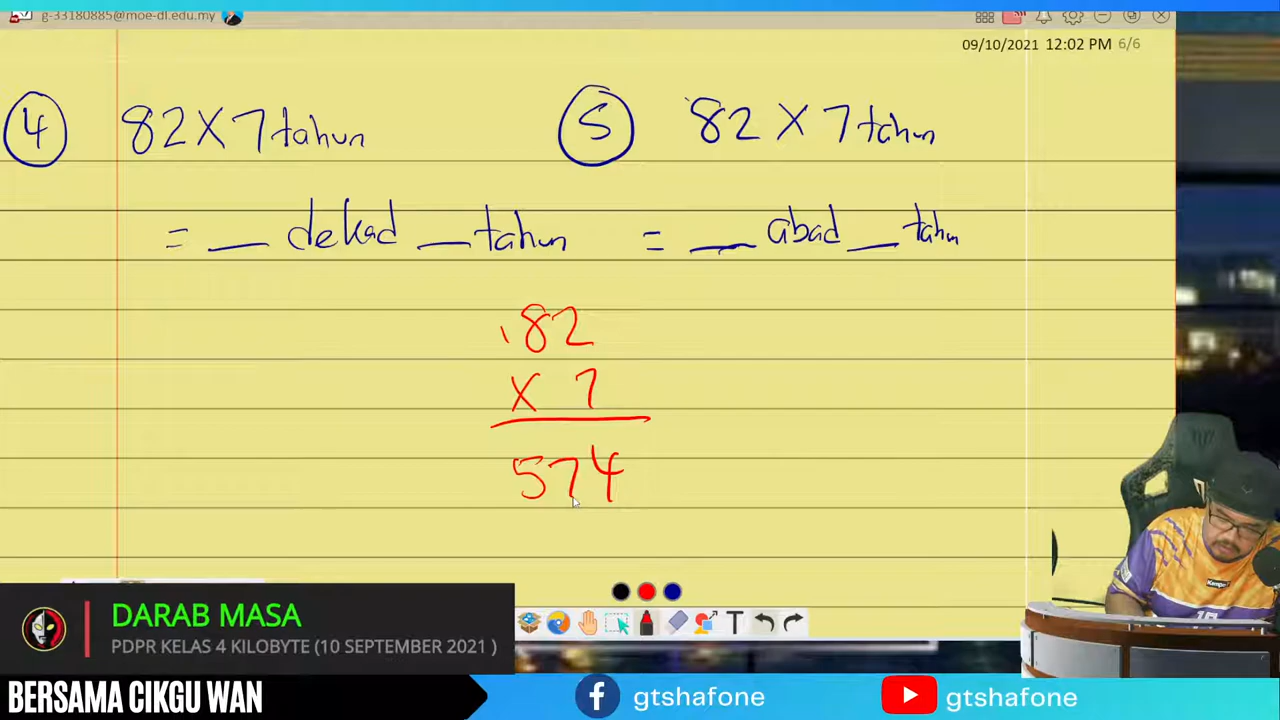 g-33180885@moe-dl.edu.my
09/10/2021 12:02 PM 6/6
4 82 X 7 tahun
= __ dekad __ tahun
5 82 X 7 tahun
= __ abad __ tahun
82
X 7
574
DARAB MASA
PDPR KELAS 4 KILOBYTE (10 SEPTEMBER 2021 )
T
BERSAMA CIKGU WAN
f gtshafone
gtshafone